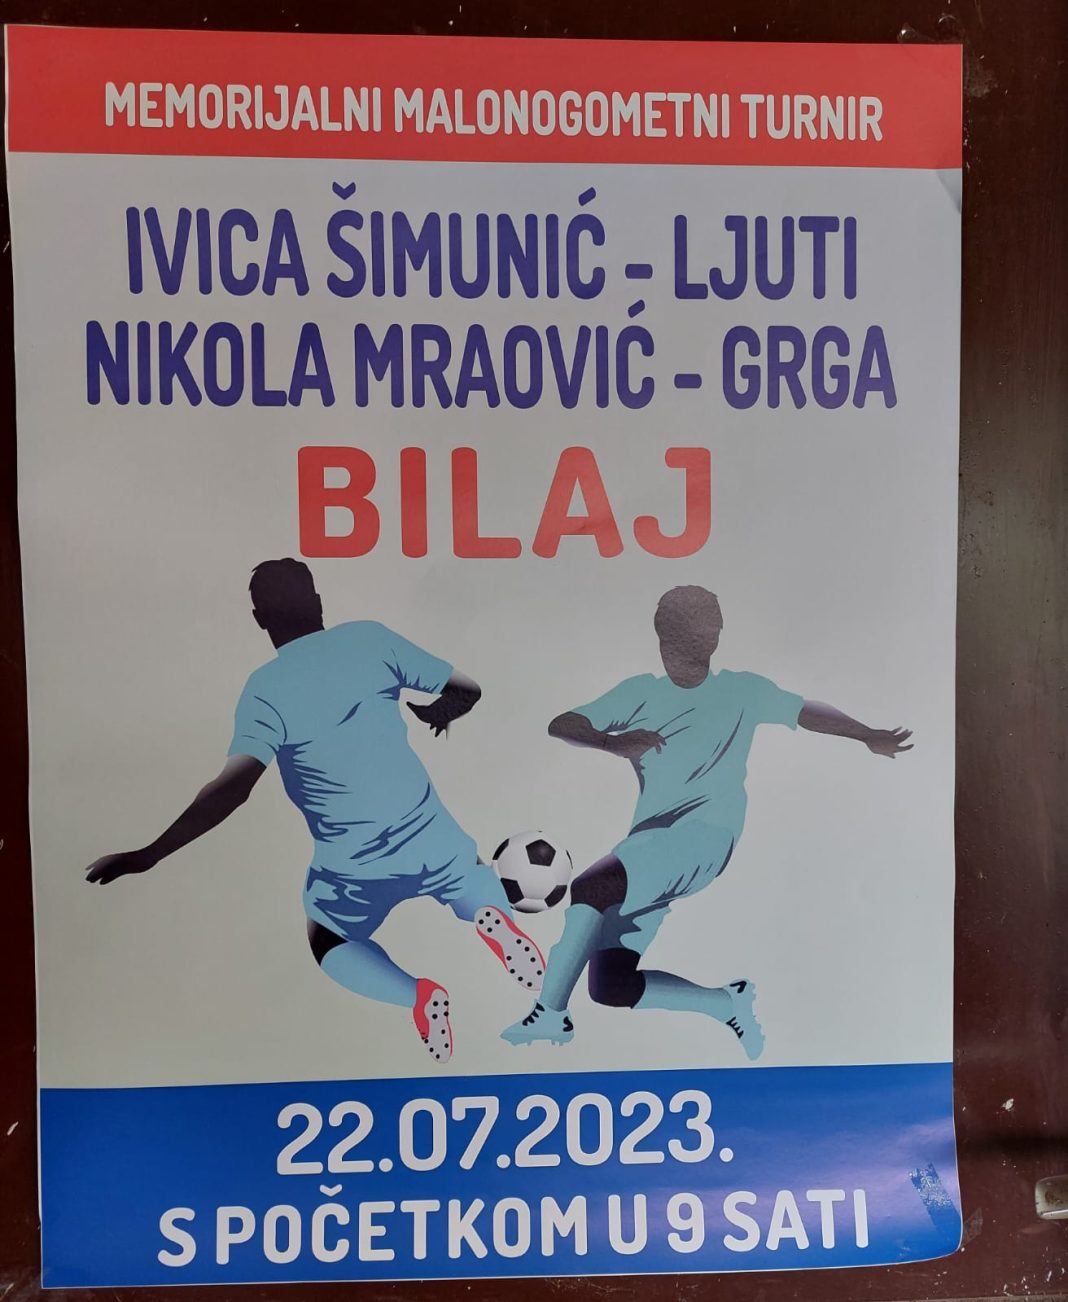 MEMORIJALNI MALONOGOMETNI TURNIR
IVICA ŠIMUNIĆ - LJUTI
NIKOLA MRAOVIĆ - GRGA
BILAJ
22.07.2023.
S POČETKOM U 9 SATI